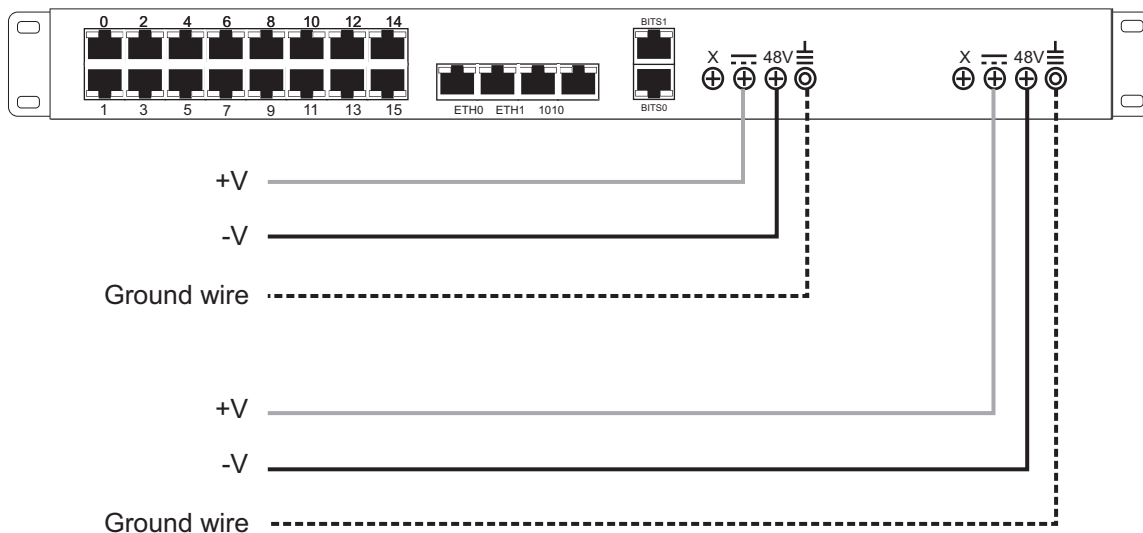 0 2 4 6 8 10 12 14
1 3 5 7 9 11 13 15
ETH0 ETH1 1010
BITS1
BITS0
X 48V
X 48V
+V
-V
Ground wire
+V
-V
Ground wire